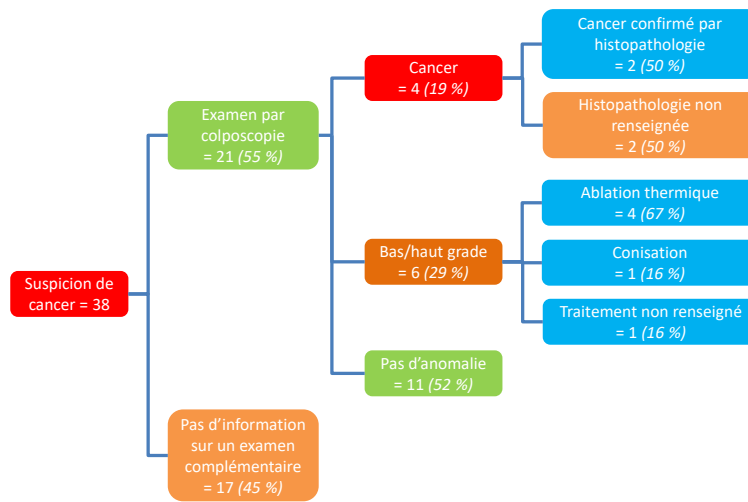 Suspicion de
cancer = 38
Examen par
colposcopie
= 21 (55 %)
Pas d'information
sur un examen
complémentaire
= 17 (45 %)
Cancer
= 4 (19 %)
Bas/haut grade
= 6 (29 %)
Pas d'anomalie
= 11 (52 %)
Cancer confirmé par
histopathologie
= 2 (50 %)
Histopathologie non
renseignée
= 2 (50 %)
Ablation thermique
= 4 (67 %)
Conisation
= 1 (16 %)
Traitement non renseigné
= 1 (16 %)